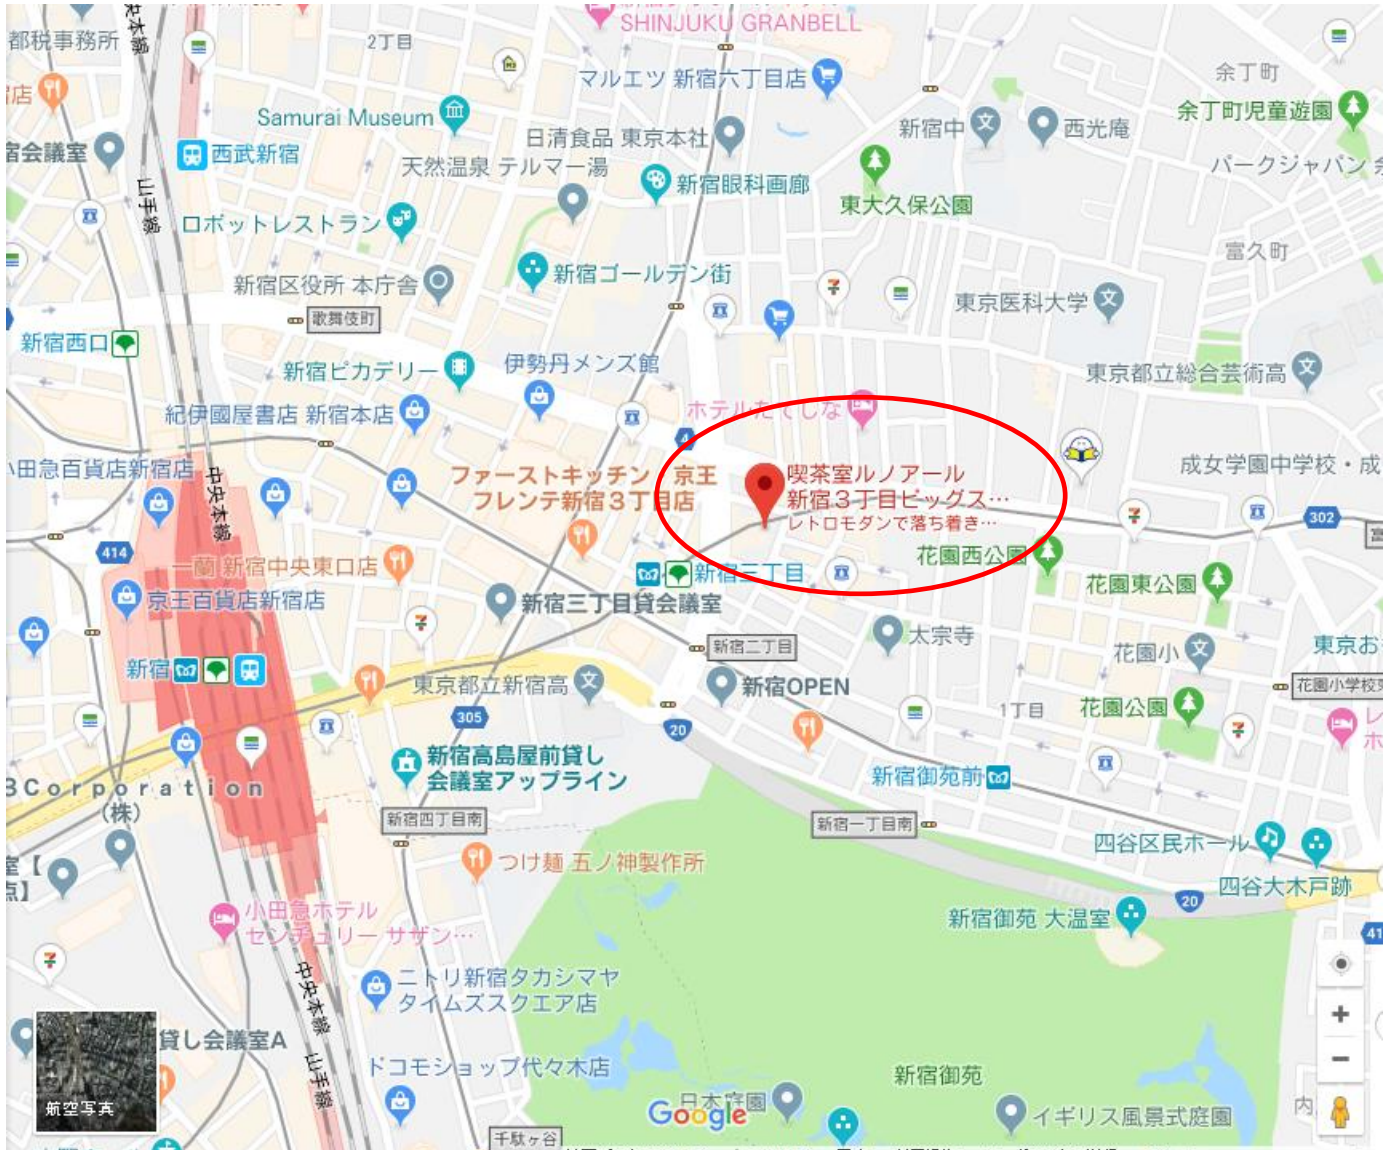 SHINJUKU GRANBELL
都税事務所
2丁目
マルエツ 新宿六丁目店
余丁町
余丁町児童遊園
Samurai Museum
日清食品 東京本社
新宿中
西光庵
宿会議室
西武新宿
天然温泉 テルマー湯
新宿眼科画廊
パークジャパン
東大久保公園
山手線
ロボットレストラン
富久町
新宿区役所 本庁舎
新宿ゴールデン街
東京医科大学
歌舞伎町
新宿西口
新宿ピカデリー
伊勢丹メンズ館
東京都立総合芸術高
紀伊國屋書店 新宿本店
ホテルたてしな
4
小田急百貨店新宿店
中央本線
ファーストキッチン 京王
フレンテ新宿3丁目店
喫茶室ルノアール
新宿3丁目ビッグス…
レトロモダンで落ち着き…
成女学園中学校・成
302
414
一蘭 新宿中央東口店
新宿三丁目
花園西公園
花園東公園
京王百貨店新宿店
新宿三丁目貸会議室
太宗寺
新宿二丁目
花園小
東京お
新宿
東京都立新宿高
新宿OPEN
花園小学校
305
20
1丁目
花園公園
新宿高島屋前貸し
会議室アップライン
新宿御苑前
Corporation
(株)
新宿四丁目南
新宿一丁目南
四谷区民ホール
つけ麺 五ノ神製作所
四谷大木戸跡
20
小田急ホテル
センチュリー サザン…
新宿御苑 大温室
41
中央本線
ニトリ新宿タカシマヤ
タイムズスクエア店
貸し会議室A
山手線
ドコモショップ代々木店
新宿御苑
航空写真
日本庭園
Google
イギリス風景式庭園
内
千駄ヶ谷